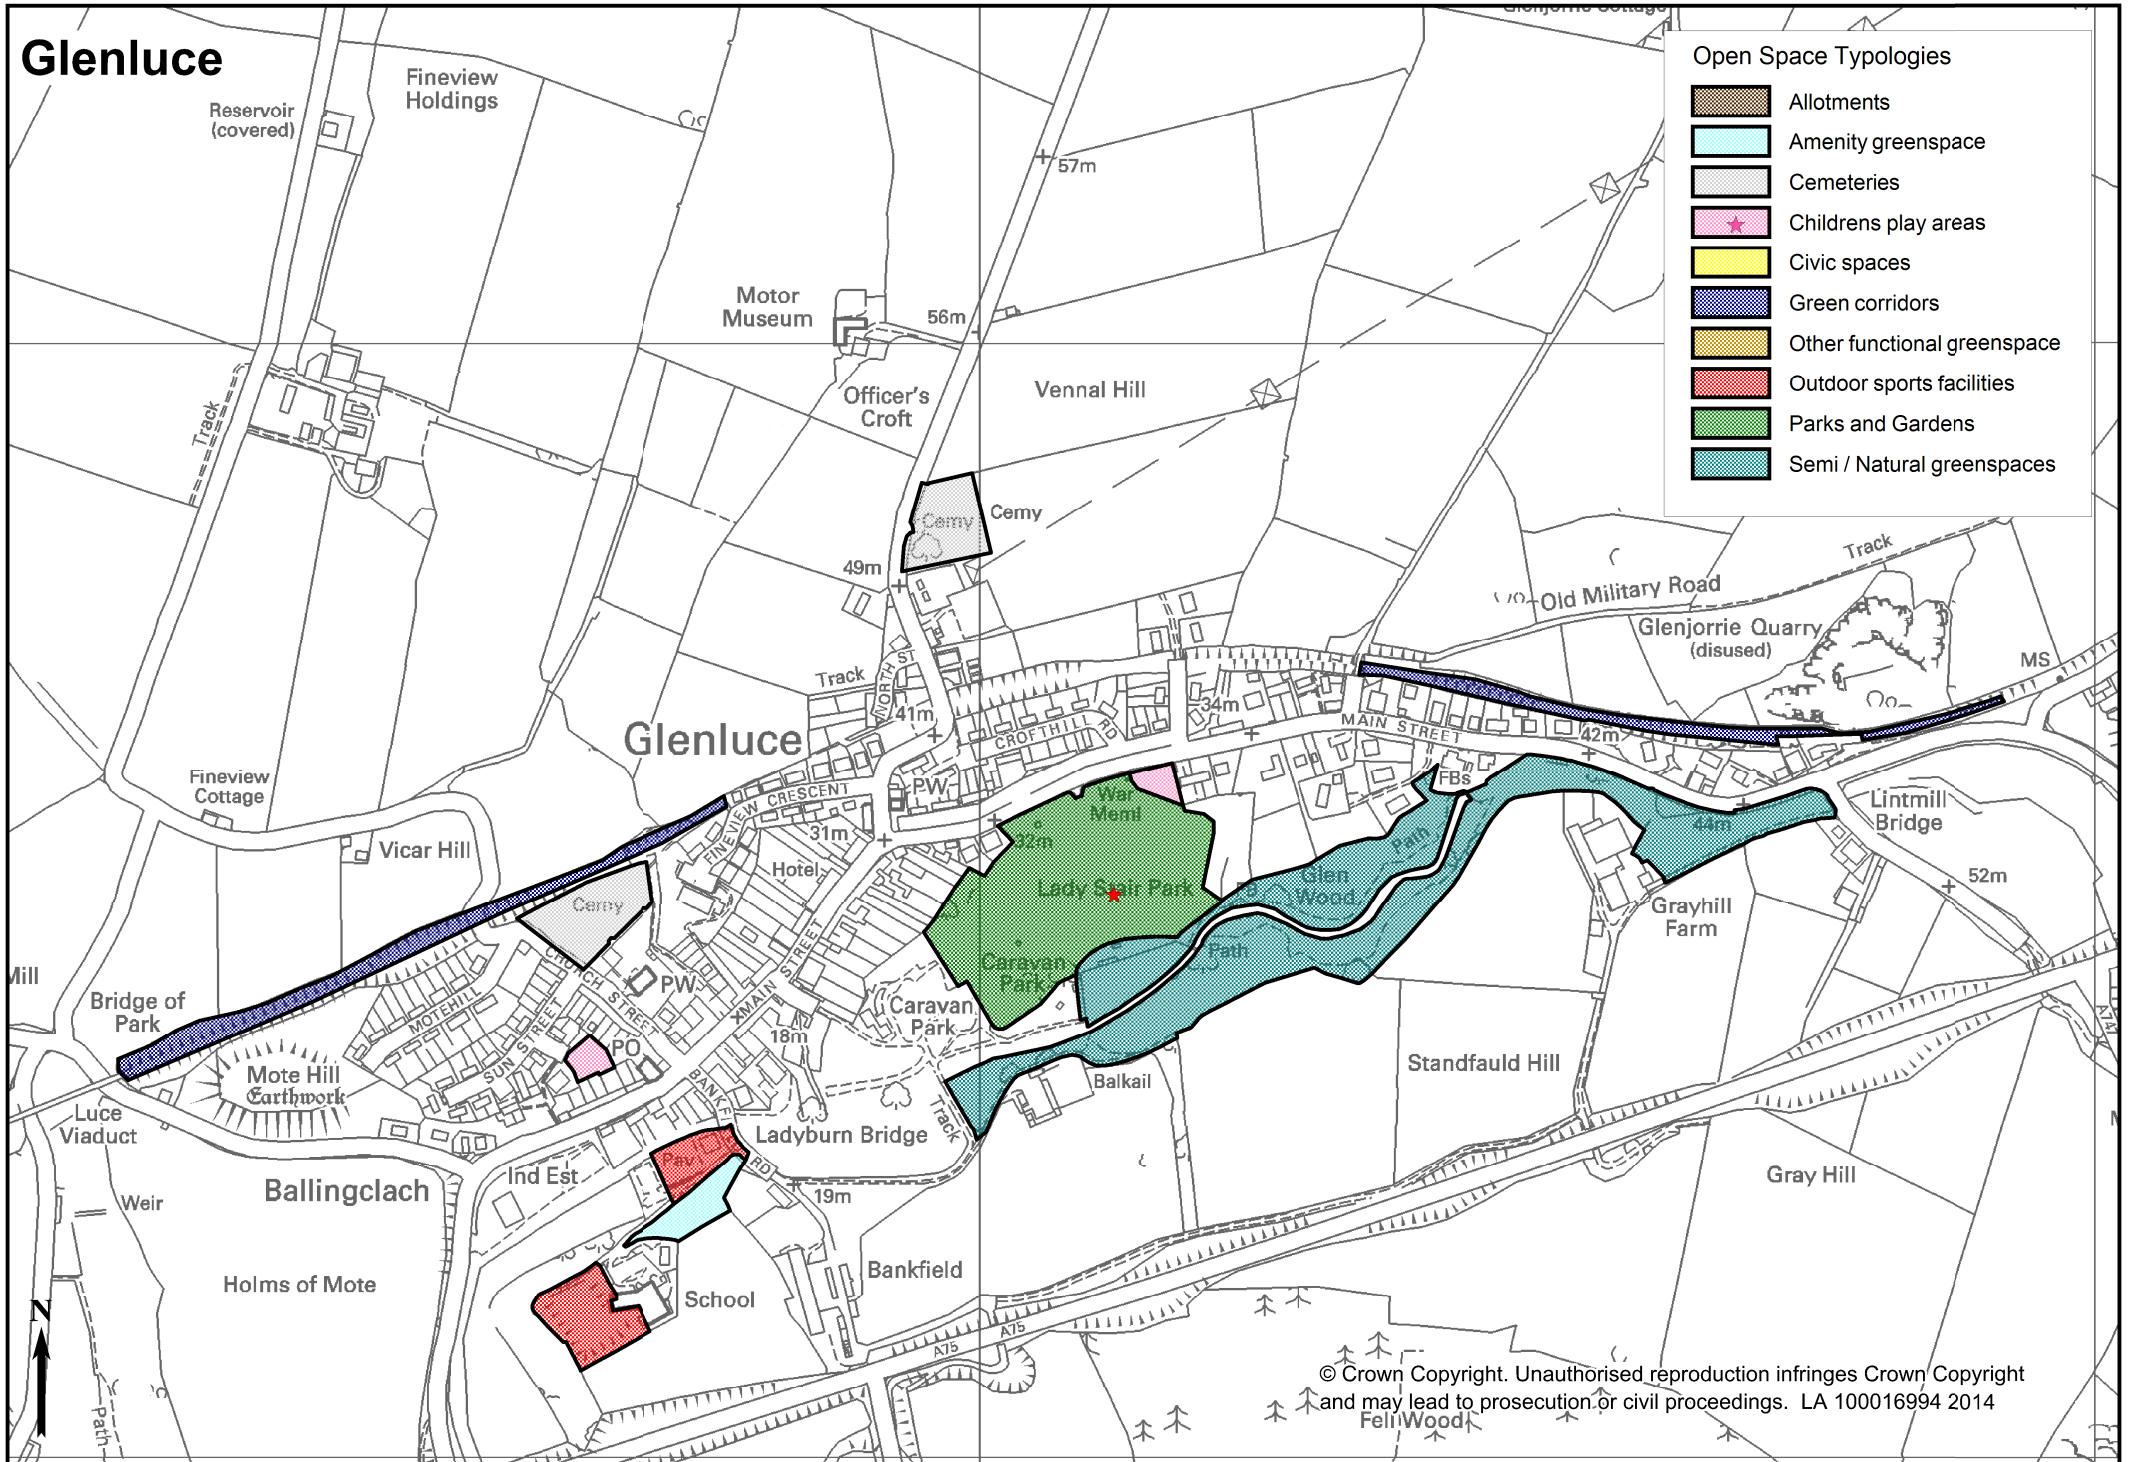 Glenluce
Glenjorrie Cottage
Open Space Typologies
Allotments
Amenity greenspace
Cemeteries
Childrens play areas
Civic spaces
Green corridors
Other functional greenspace
Outdoor sports facilities
Parks and Gardens
Semi / Natural greenspaces
Fineview
Holdings
Reservoir
(covered)
57m
Motor
Museum
56m
Officer's
Croft
Vennal Hill
Track
Cemy
Cemy
49m
Track
Old Military Road
Glenjorrie Quarry
(disused)
MS
Track
NORTH ST
41m
34m
CROFTHILL RD
MAIN STREET
42m
Glenluce
FBs
Fineview
Cottage
PW
War
Meml
FINEVIEW CRESCENT
31m
32m
44m
Lintmill
Bridge
Vicar Hill
Hotel
Path
Glen
Wood
FB
52m
Lady Stair Park
Cemy
Grayhill
Farm
Path
CHURCH STREET
Caravan
Park
Mill
Bridge of
Park
PW
MAIN STREET
MOTEHILL
Caravan
Park
A747
SUN STREET
18m
PO
Mote Hill
Earthwork
Standfauld Hill
Balkail
BANKF
RD
Luce
Viaduct
Track
Ladyburn Bridge
Pav
Ind Est
Ballingclach
Weir
19m
Gray Hill
Bankfield
Holms of Mote
School
N
A75
A75
Path
© Crown Copyright. Unauthorised reproduction infringes Crown Copyright
and may lead to prosecution or civil proceedings. LA 100016994 2014
Fell Wood